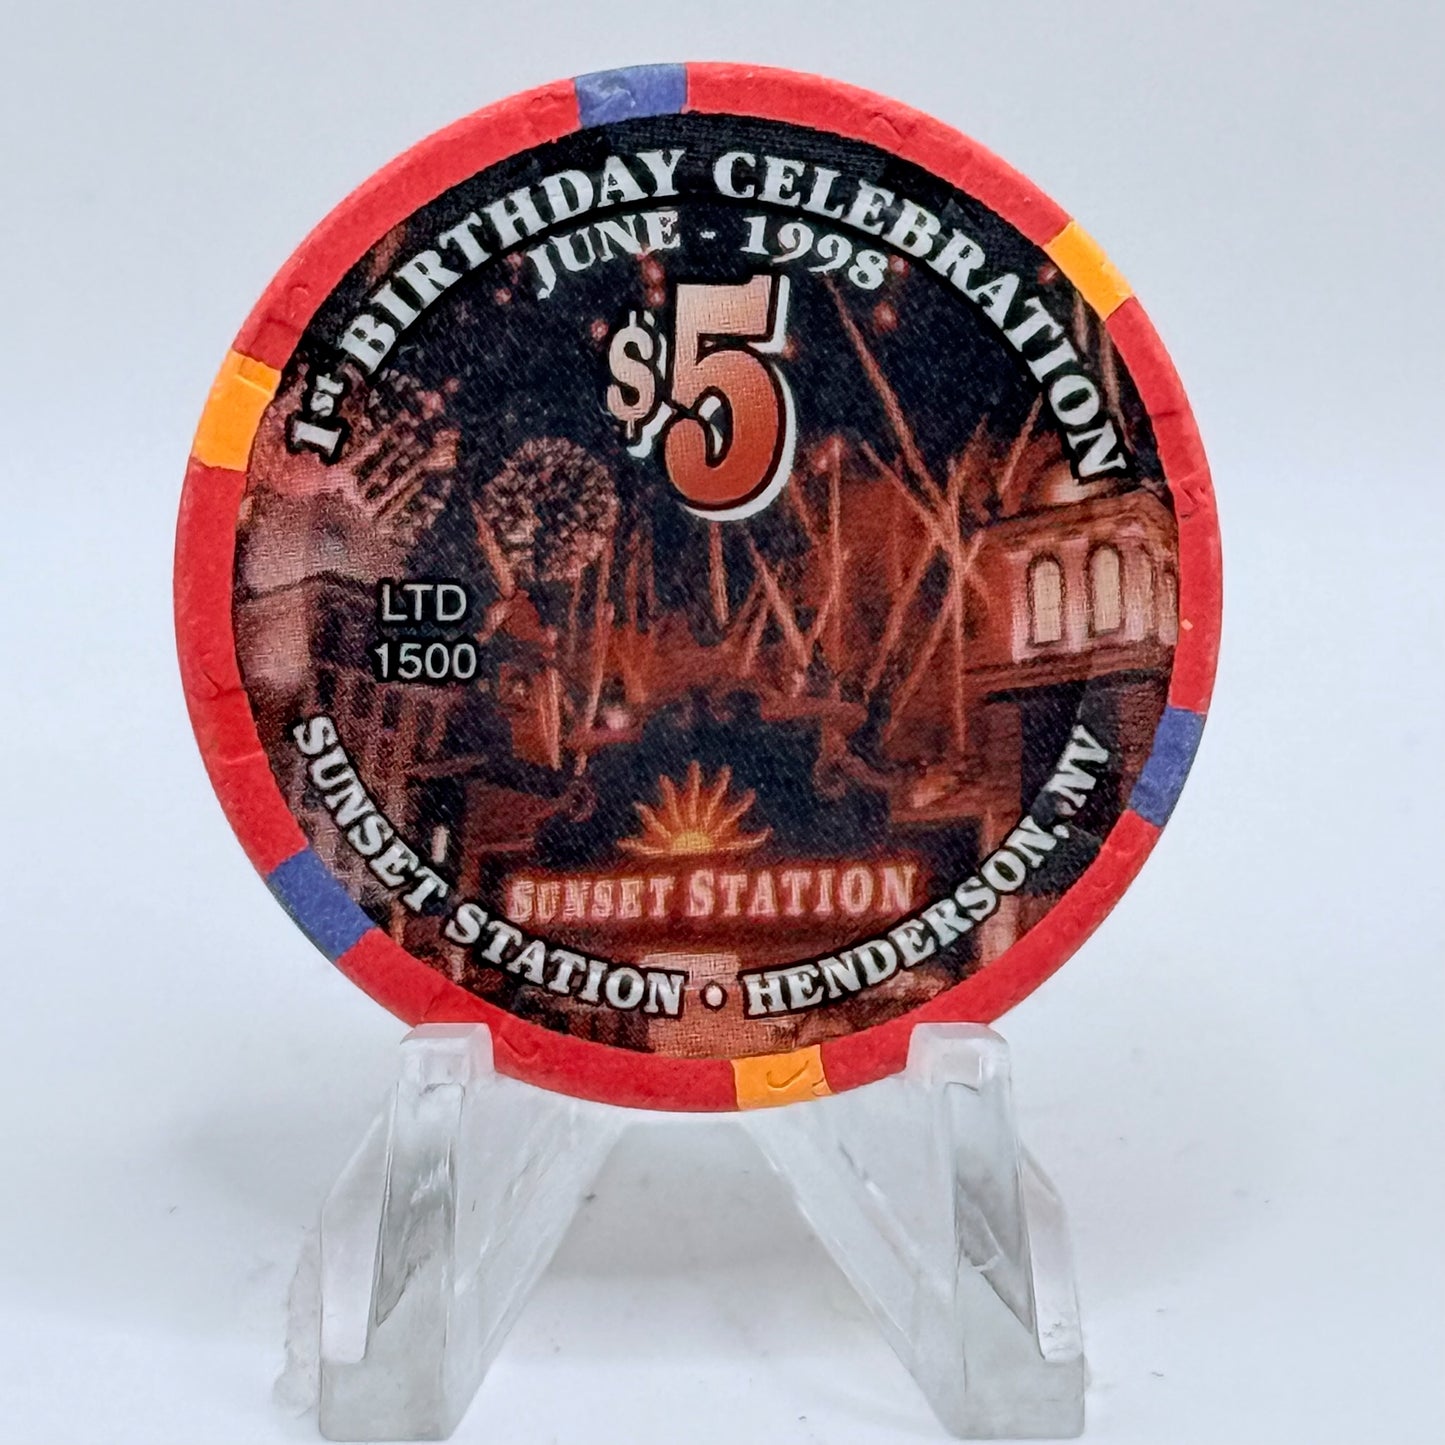 1st BIRTHDAY CELEBRATION
JUNE - 1998
$5
LTD
1500
SUNSET STATION
SUNSET STATION • HENDERSON, NV